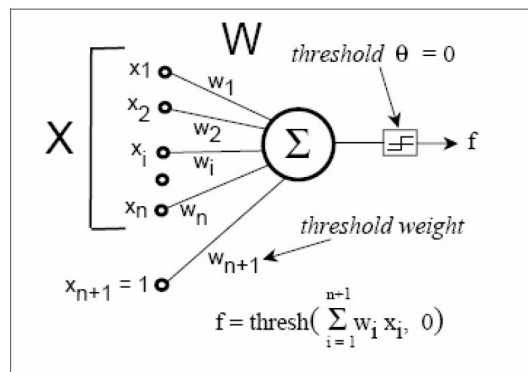 W
threshold θ = 0
X
x1
w1
x2
w2
xi
wi
Σ
f
xn
wn
threshold weight
wn+1
xn+1 = 1
f = thresh( n+1 Σ i = 1 wi xi, 0)